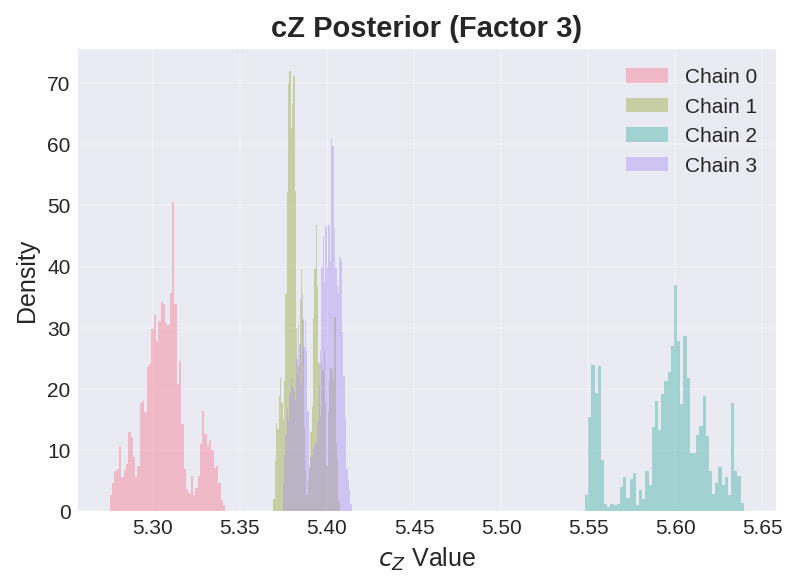 cZ Posterior (Factor 3)
Chain 0
Chain 1
Chain 2
Chain 3
Density
70
60
50
40
30
20
10
0
5.30 5.35 5.40 5.45 5.50 5.55 5.60 5.65
c_Z Value